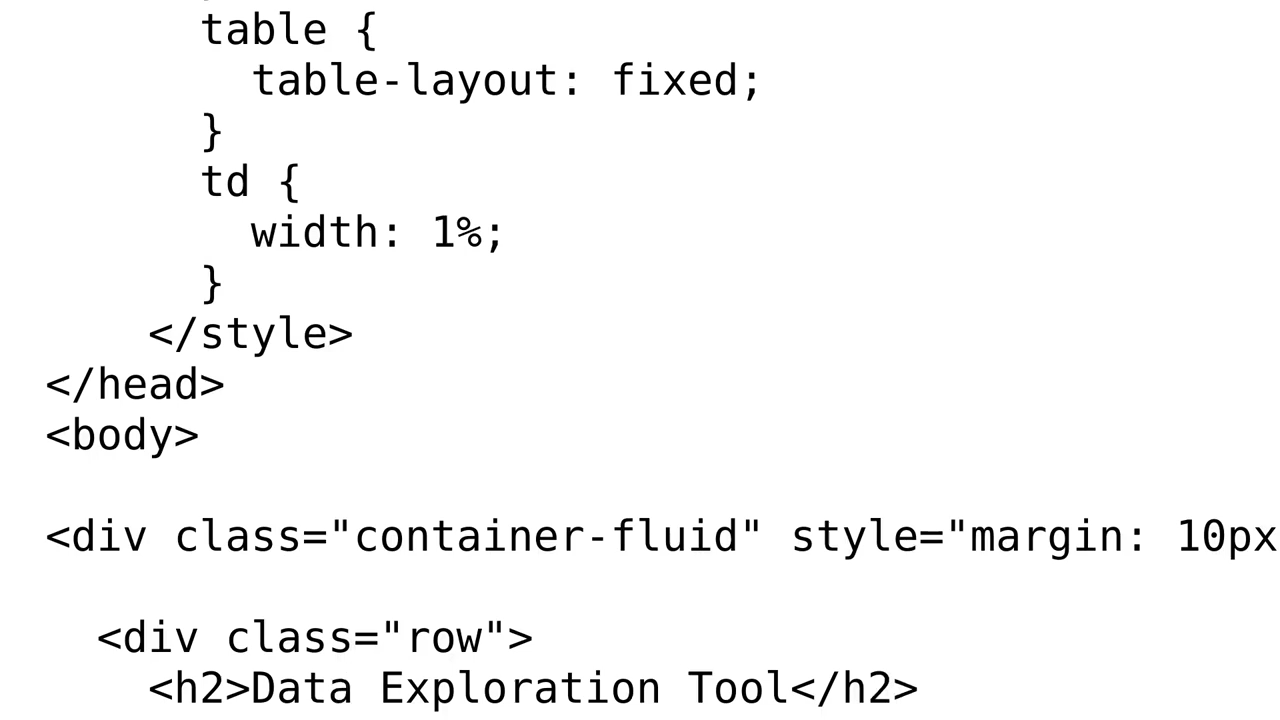 table {
table-layout: fixed;
}
td {
width: 1%;
}
</style>
</head>
<body>
<div class="container-fluid" style="margin: 10px
<div class="row">
<h2>Data Exploration Tool</h2>